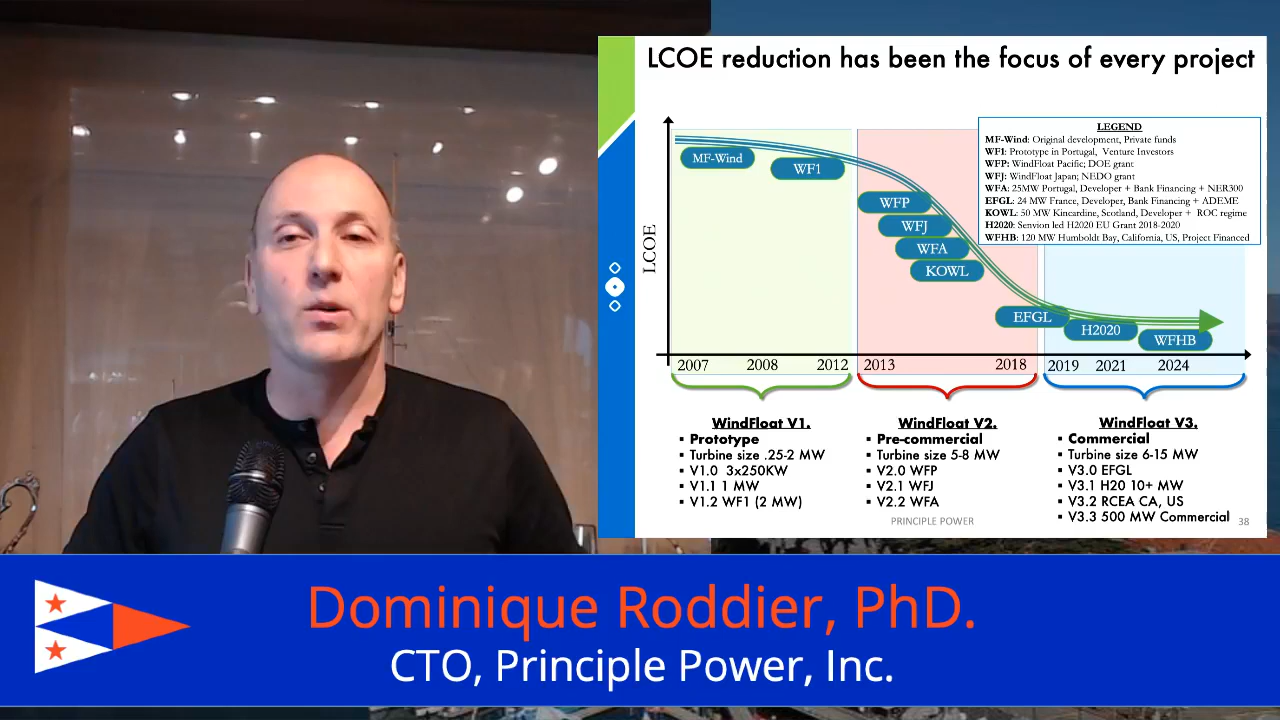 LCOE reduction has been the focus of every project
LEGEND
MF-Wind: Original development, Private funds
WF1: Prototype in Portugal, Venture Investors
WFP: WindFloat Pacific; DOE grant
WFJ: WindFloat Japan; NEDO grant
WFA: 25MW Portugal, Developer + Bank Financing + NER300
EFGL: 24 MW France, Developer, Bank Financing + ADEME
KOWL: 50 MW Kincardine, Scotland, Developer + ROC regime
H2020: Senvion led H2020 EU Grant 2018-2020
WFHB: 120 MW Humboldt Bay, California, US, Project Financed
LCOE
MF-Wind
WF1
WFP
WFJ
WFA
KOWL
EFGL
H2020
WFHB
2007 2008 2012 2013 2018 2019 2021 2024
WindFloat V1.
▪ Prototype
▪ Turbine size .25-2 MW
▪ V1.0 3x250KW
▪ V1.1 1 MW
▪ V1.2 WF1 (2 MW)
WindFloat V2.
▪ Pre-commercial
▪ Turbine size 5-8 MW
▪ V2.0 WFP
▪ V2.1 WFJ
▪ V2.2 WFA
WindFloat V3.
▪ Commercial
▪ Turbine size 6-15 MW
▪ V3.0 EFGL
▪ V3.1 H20 10+ MW
▪ V3.2 RCEA CA, US
▪ V3.3 500 MW Commercial
PRINCIPLE POWER
38
Dominique Roddier, PhD.
CTO, Principle Power, Inc.